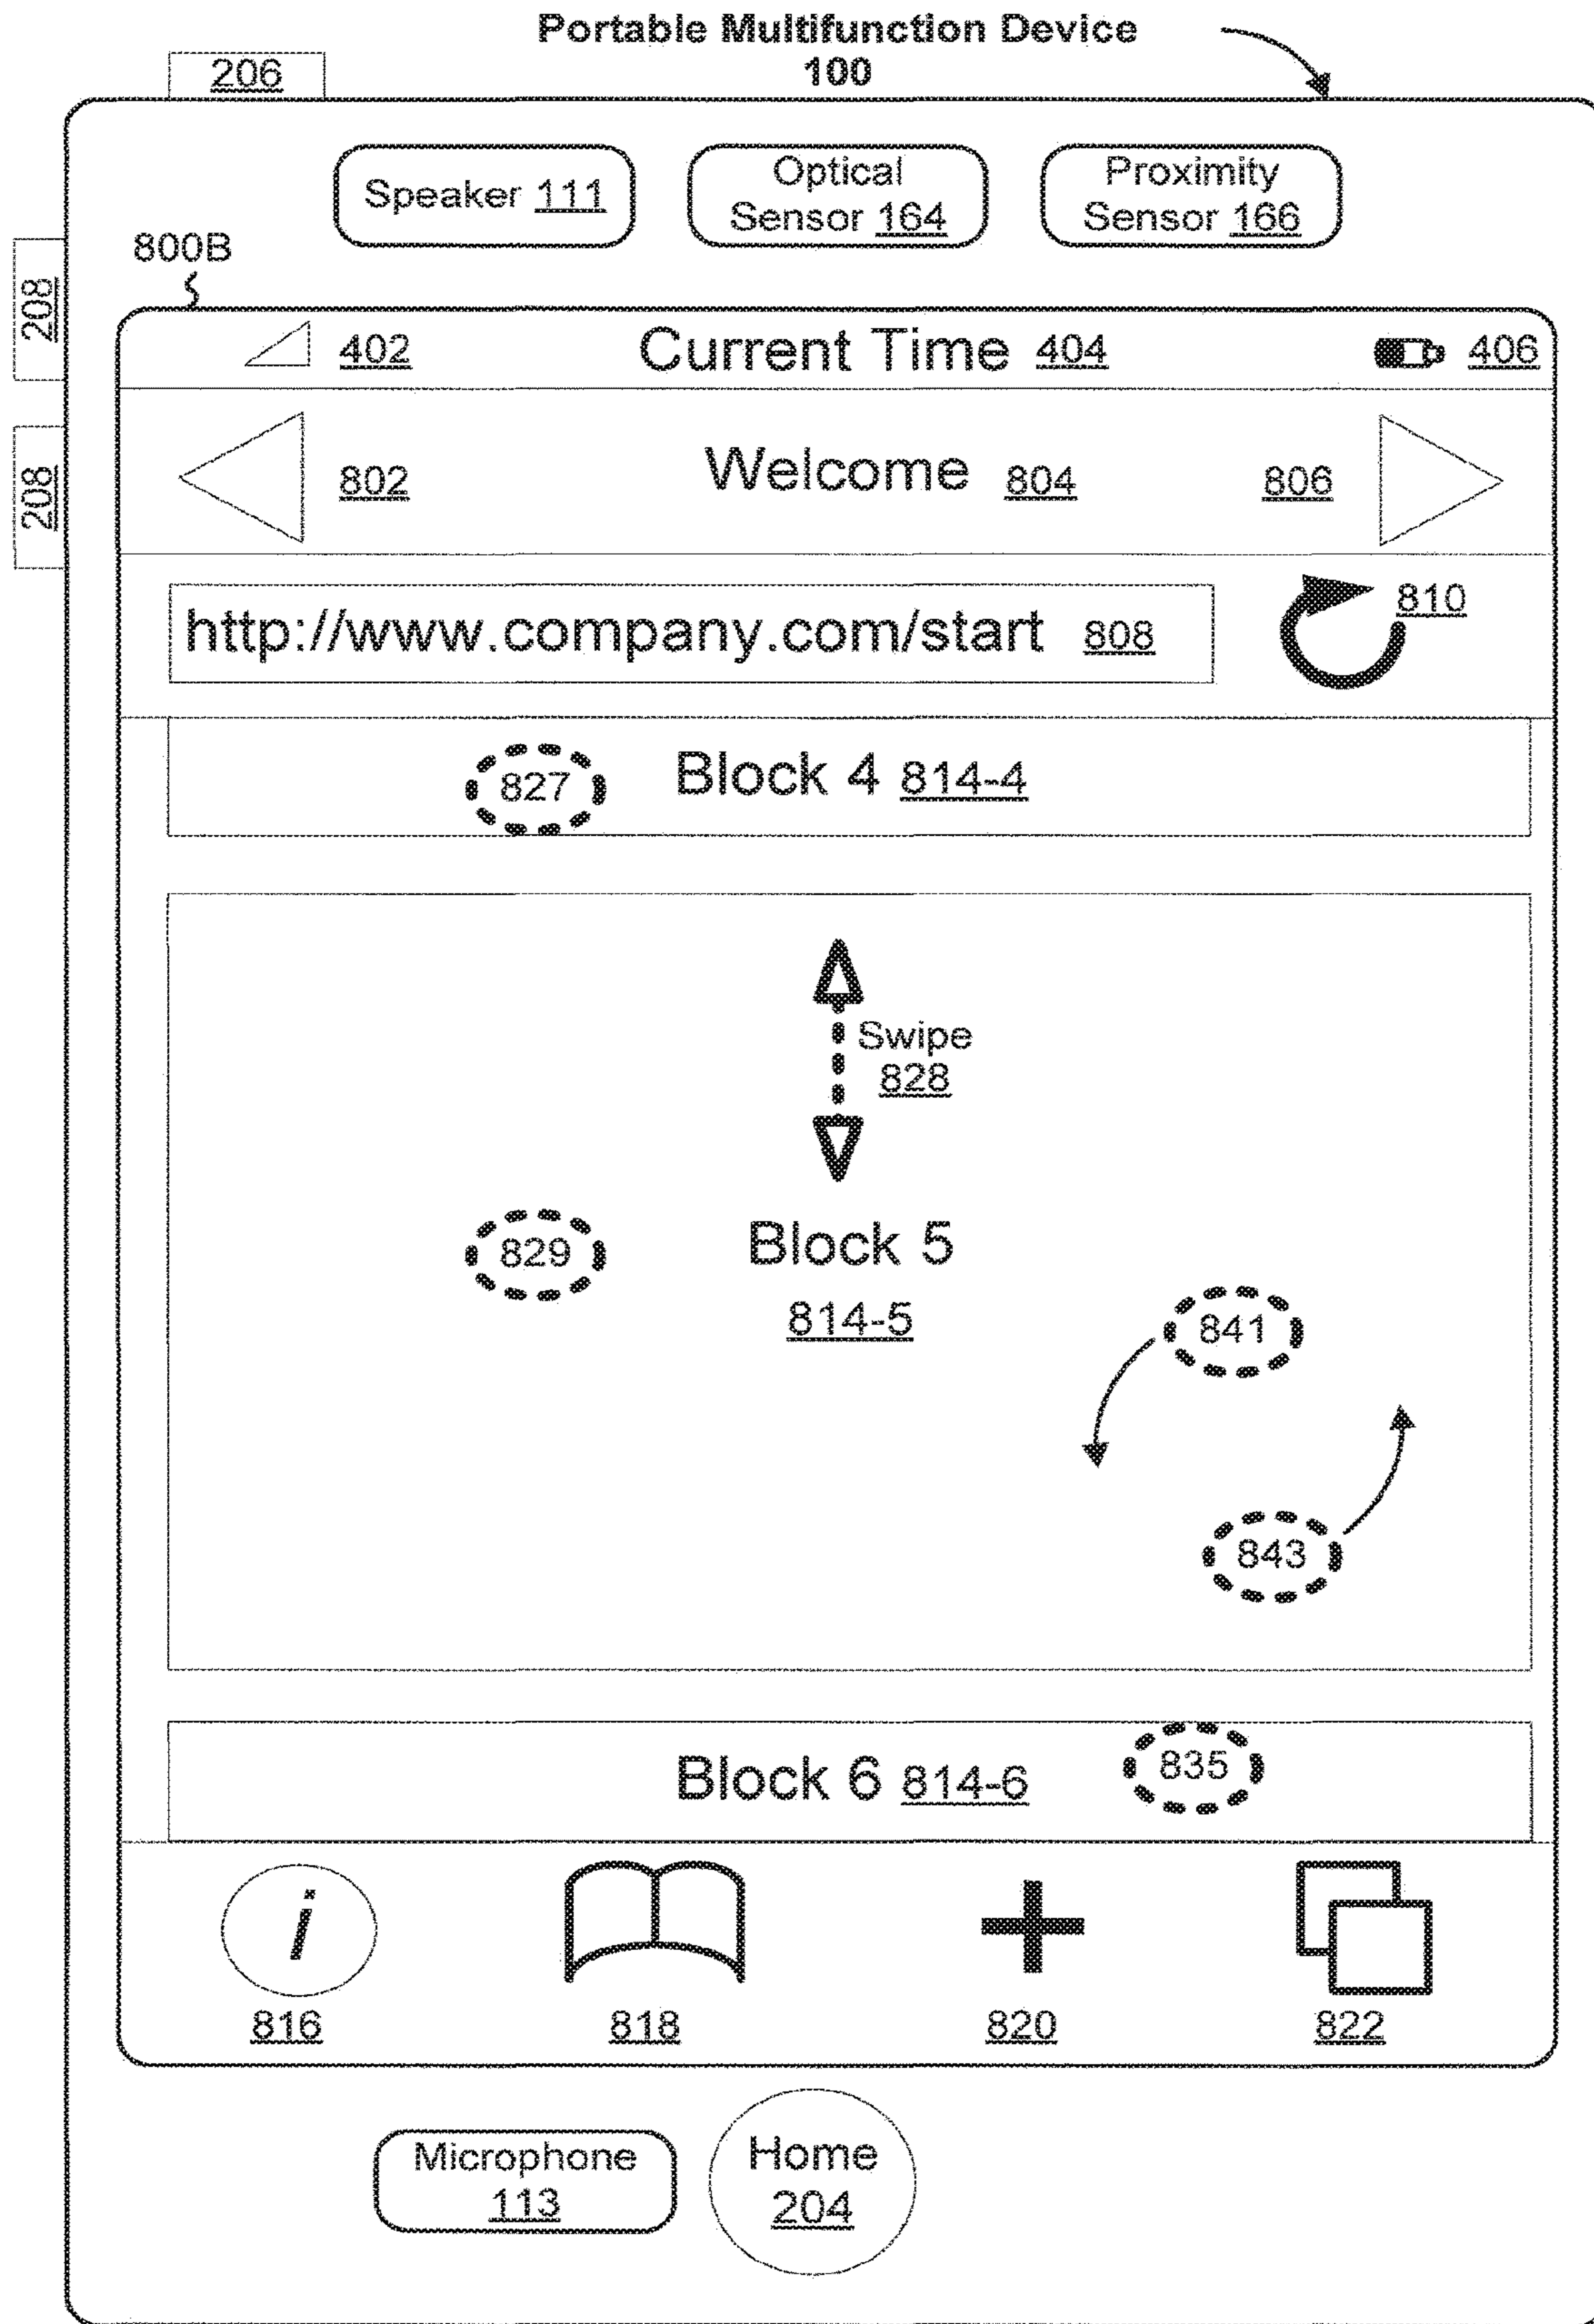 Portable Multifunction Device
100
206
Speaker 111
Optical
Sensor 164
Proximity
Sensor 166
800B
208
208
402
Current Time 404
406
802
Welcome 804
806
http://www.company.com/start 808
810
827
Block 4 814-4
Swipe
828
829
Block 5
814-5
841
843
Block 6 814-6
835
i
816
818
820
822
Microphone
113
Home
204